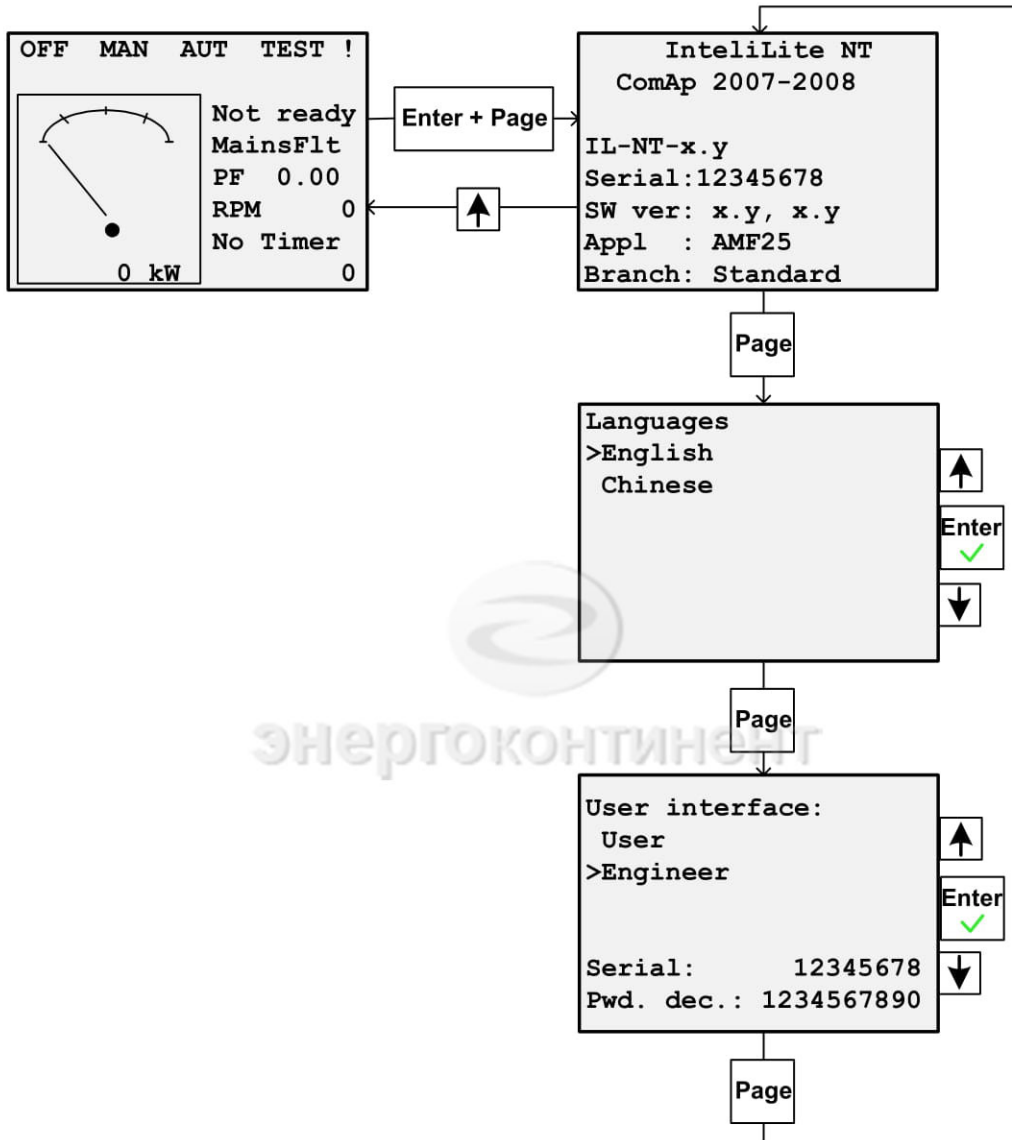 OFF MAN AUT TEST !
Not ready
MainsFlt
PF 0.00
RPM 0
No Timer
0 kW 0
Enter + Page
InteliLite NT
ComAp 2007-2008
IL-NT-x.y
Serial:12345678
SW ver: x.y, x.y
Appl : AMF25
Branch: Standard
Page
Languages
>English
Chinese
Enter
Page
энергоконтинент
User interface:
User
>Engineer
Enter
Serial: 12345678
Pwd. dec.: 1234567890
Page